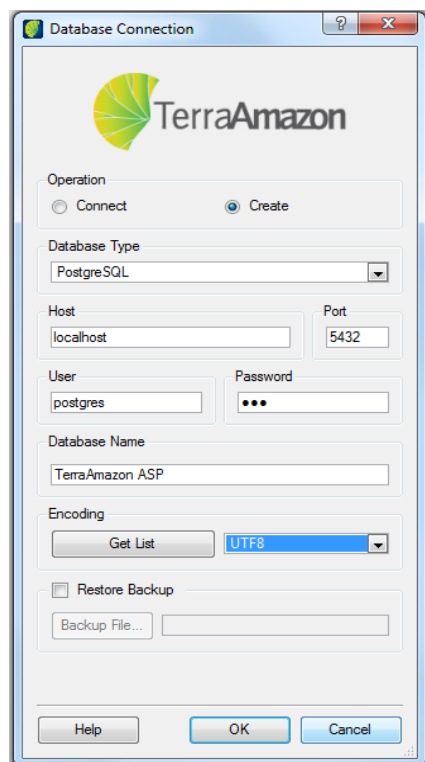 Database Connection
TerraAmazon
Operation
Connect Create
Database Type
PostgreSQL
Host Port
localhost 5432
User Password
postgres •••
Database Name
TerraAmazon ASP
Encoding
Get List UTF8
Restore Backup
Backup File...
Help OK Cancel